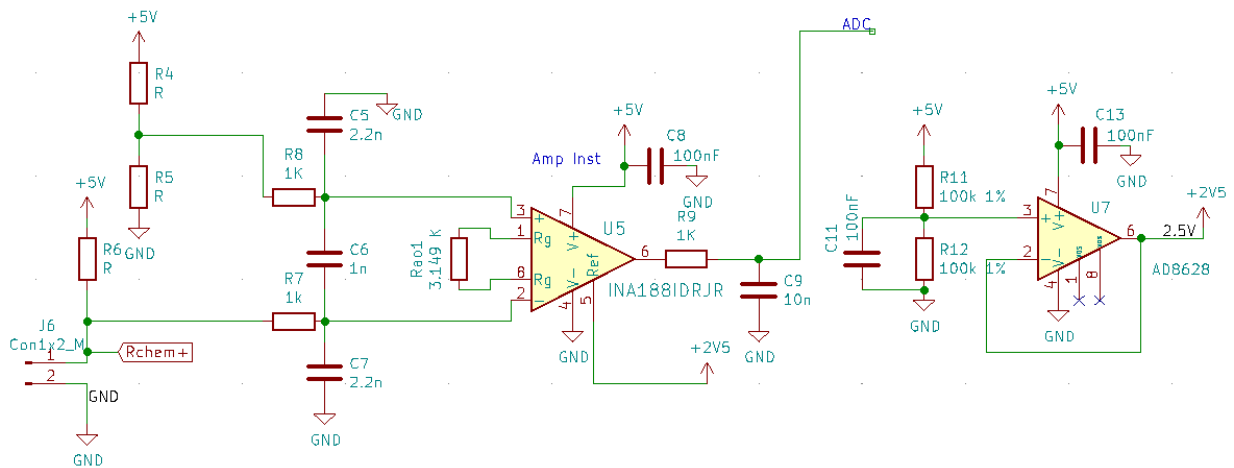 +5V
R4
R
R5
R
GND
+5V
R6
R
J6
Con1x2_M
1
2
Rchem+
GND
GND
R8
1K
R7
1k
C5
2.2n
GND
C6
1n
C7
2.2n
GND
Amp Inst
+5V
C8
100nF
GND
Rao1
3.149 K
3
1
8
2
+
Rg
Rg
-
7
V+
V-
Ref
4
5
6
U5
INA188IDRJR
GND
R9
1K
C9
10n
GND
+2V5
ADC
+5V
R11
100k 1%
R12
100k 1%
C11
100nF
GND
+5V
C13
100nF
GND
3
2
+
-
7
V+
V-
4
1
8
6
U7
AD8628
GND
2.5V
+2V5